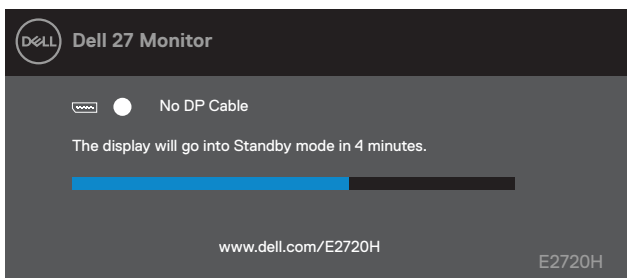 DELL
Dell 27 Monitor
No DP Cable
The display will go into Standby mode in 4 minutes.
www.dell.com/E2720H
E2720H